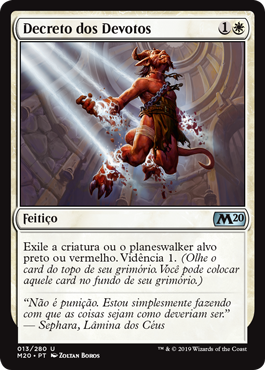 Decreto dos Devotos 1
Feitiço M20
Exile a criatura ou o planeswalker alvo
preto ou vermelho. Vidência 1. (Olhe o
card do topo de seu grimório. Você pode colocar
aquele card no fundo de seu grimório.)
“Não é punição. Estou simplesmente fazendo
com que as coisas sejam como deveriam ser.”
— Sephara, Lâmina dos Céus
013/280 U
M20 • PT Zoltan Boros
™ & © 2019 Wizards of the Coast